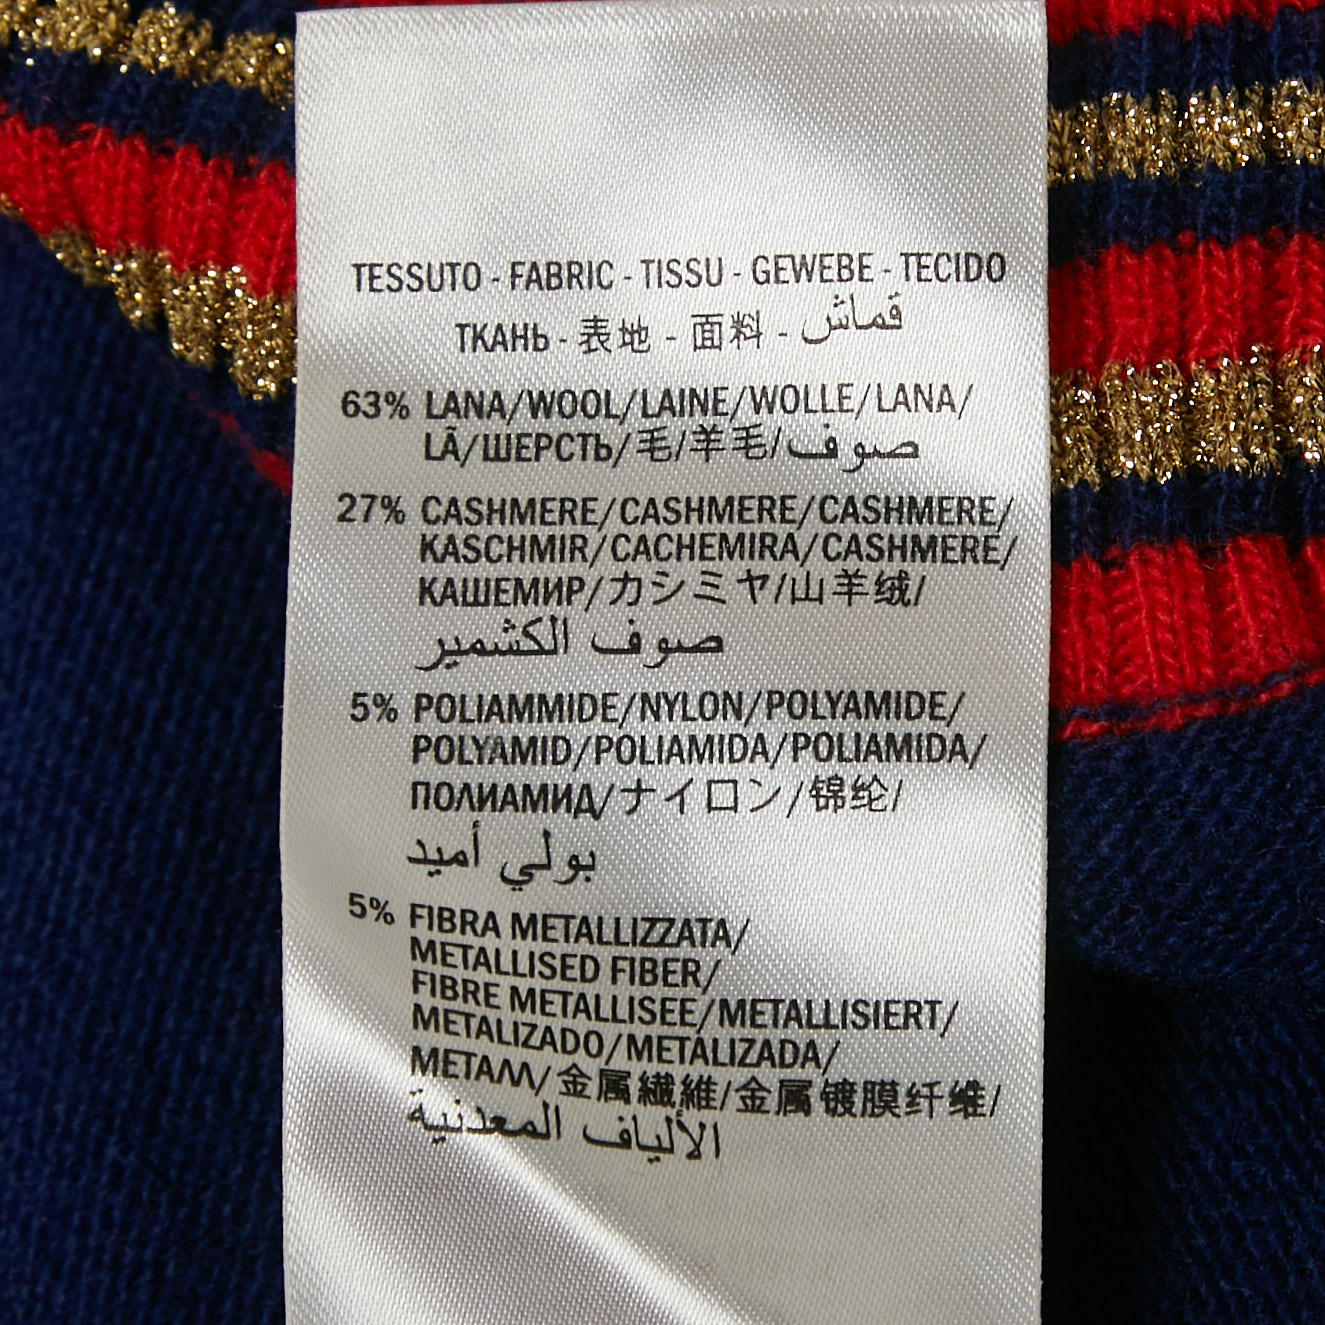 TESSUTO - FABRIC - TISSU - GEWEBE - TECIDO
ТКАНЬ - 表地 - 面料 - قماش
63% LANA/WOOL/LAINE/WOLLE/LANA/
LÃ/ШЕРСТЬ/毛/羊毛/صوف
27% CASHMERE/CASHMERE/CASHMERE/
KASCHMIR/CACHEMIRA/CASHMERE/
КАШЕМИР/カシミヤ/山羊绒/
صوف الكشمير
5% POLIAMMIDE/NYLON/POLYAMIDE/
POLYAMID/POLIAMIDA/POLIAMIDA/
ПОЛИАМИД/ナイロン/锦纶/
بولي أميد
5% FIBRA METALLIZZATA/
METALLISED FIBER/
FIBRE METALLISEE/METALLISIERT/
METALIZADO/METALIZADA/
МЕТАЛЛ/金属繊維/金属镀膜纤维/
الألياف المعدنية